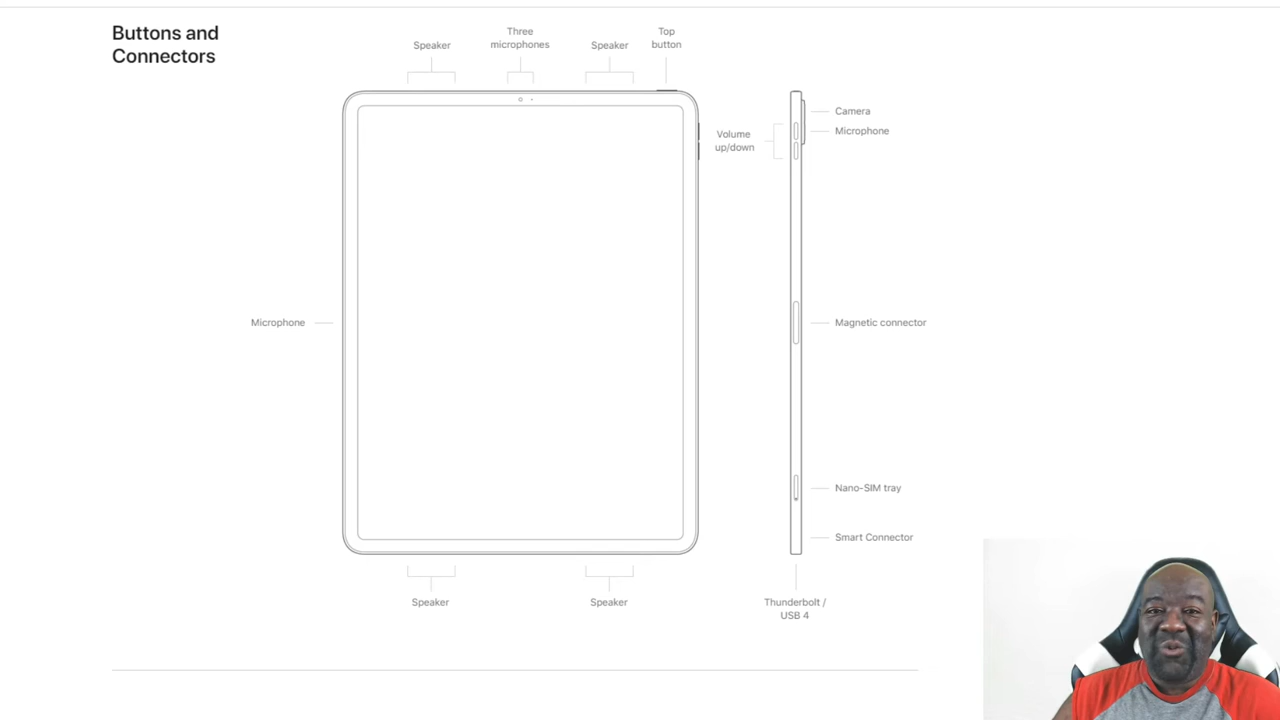 Buttons and
Connectors
Speaker
Three
microphones
Speaker
Top
button
Volume
up/down
Camera
Microphone
Microphone
Magnetic connector
Nano-SIM tray
Smart Connector
Speaker
Speaker
Thunderbolt /
USB 4